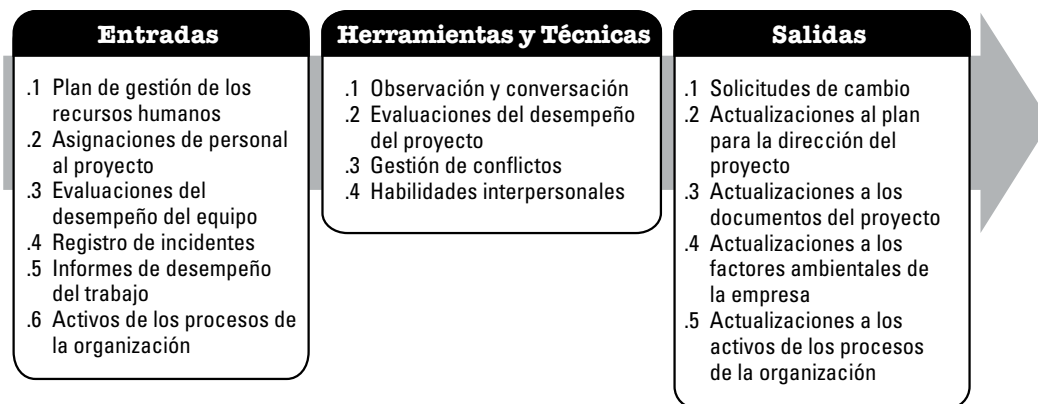 Entradas
.1 Plan de gestión de los
recursos humanos
.2 Asignaciones de personal
al proyecto
.3 Evaluaciones del
desempeño del equipo
.4 Registro de incidentes
.5 Informes de desempeño
del trabajo
.6 Activos de los procesos de
la organización
Herramientas y Técnicas
.1 Observación y conversación
.2 Evaluaciones del desempeño
del proyecto
.3 Gestión de conflictos
.4 Habilidades interpersonales
Salidas
.1 Solicitudes de cambio
.2 Actualizaciones al plan
para la dirección del
proyecto
.3 Actualizaciones a los
documentos del proyecto
.4 Actualizaciones a los
factores ambientales de
la empresa
.5 Actualizaciones a los
activos de los procesos
de la organización